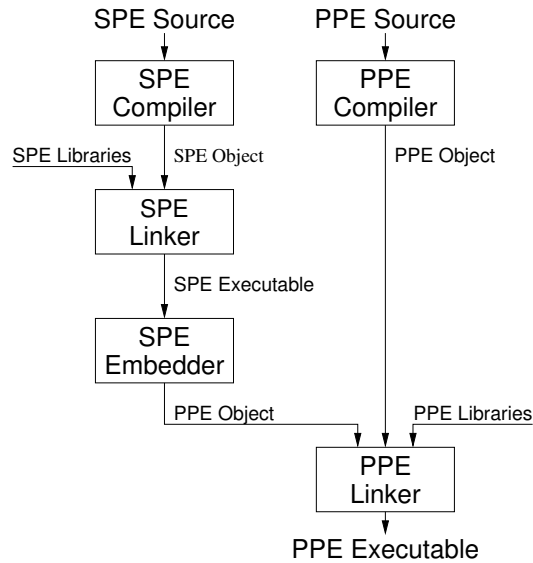 SPE Source
PPE Source
SPE
Compiler
PPE
Compiler
SPE Libraries
SPE Object
PPE Object
SPE
Linker
SPE Executable
SPE
Embedder
PPE Object
PPE Libraries
PPE
Linker
PPE Executable